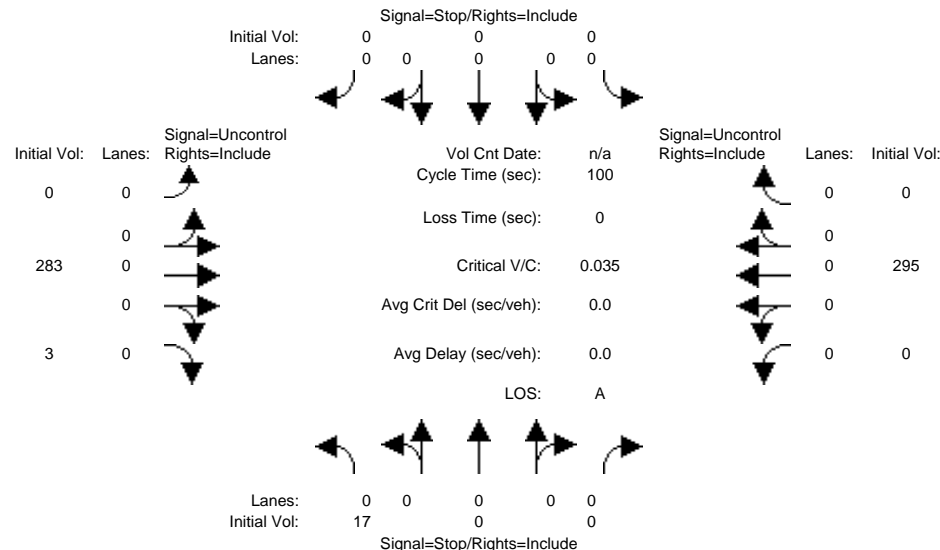 Signal=Stop/Rights=Include
Initial Vol: 0 0 0
Lanes: 0 0 0 0 0
Signal=Uncontrol Signal=Uncontrol
Initial Vol: Lanes: Rights=Include Vol Cnt Date: n/a Rights=Include Lanes: Initial Vol:
Cycle Time (sec): 100
0 0 0 0
Loss Time (sec): 0
0 0
283 0 Critical V/C: 0.035 0 295
0 Avg Crit Del (sec/veh): 0.0 0
3 0 Avg Delay (sec/veh): 0.0 0 0
LOS: A
Lanes: 0 0 0 0 0
Initial Vol: 17 0 0
Signal=Stop/Rights=Include